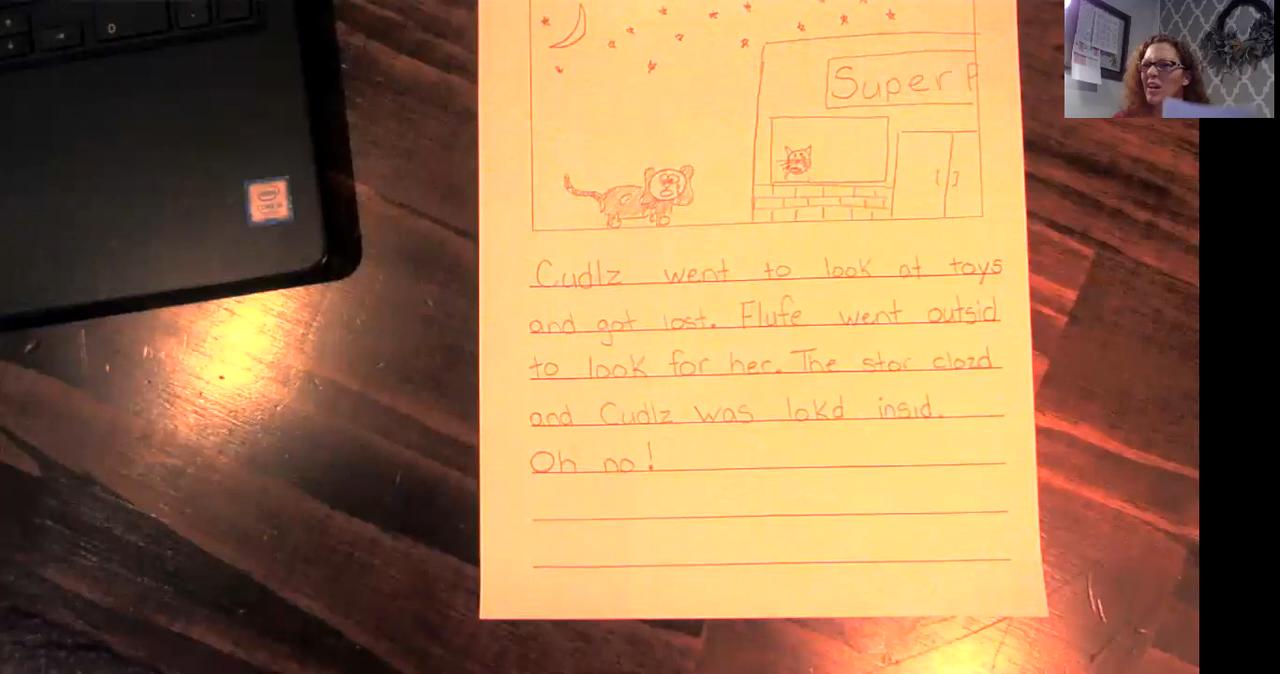 Super P
Cudlz went to look at toys
and got lost. Flufe went outsid
to look for her. The stor clozd
and Cudlz was lokd insid.
Oh no!